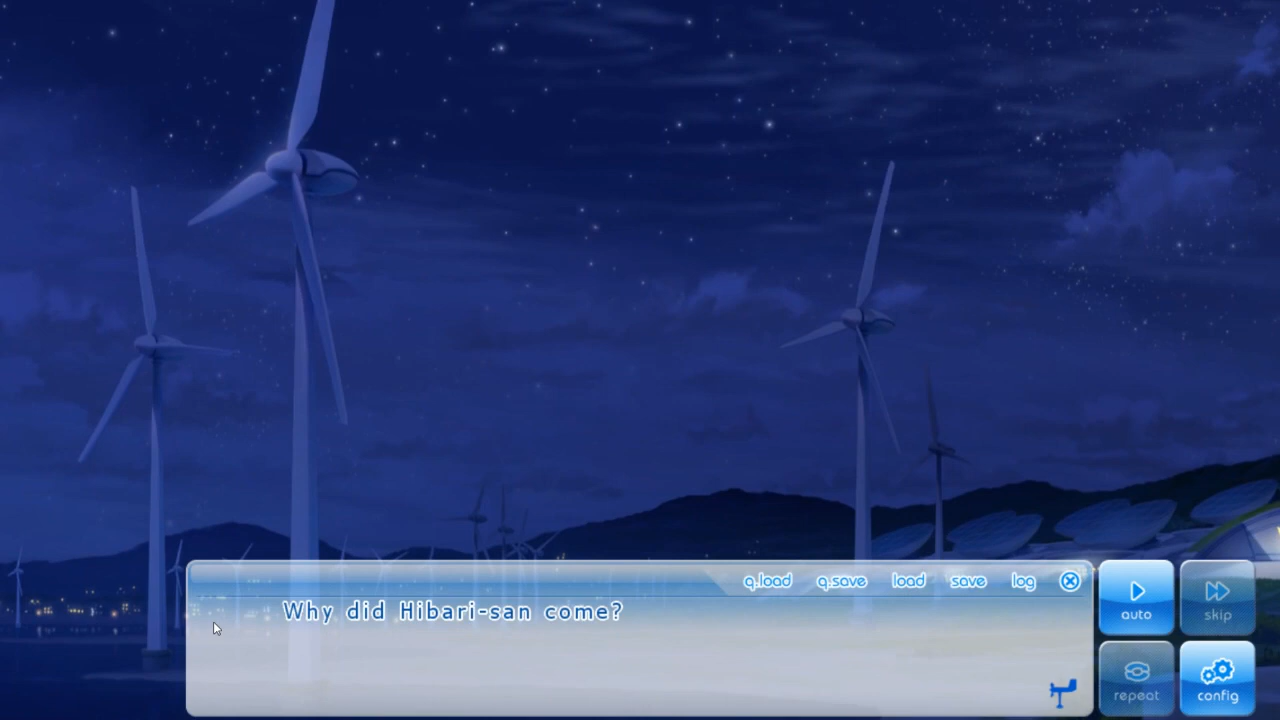 q.load q.save load save log
Why did Hibari-san come?
auto
skip
repeat
config